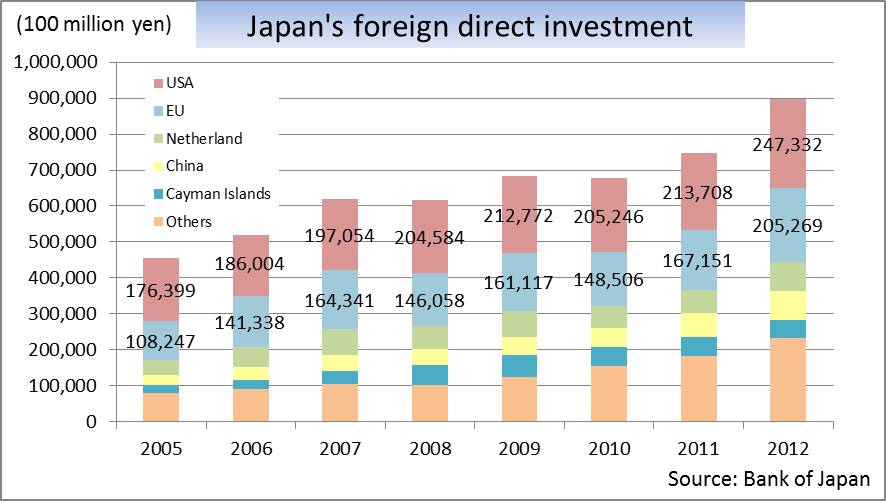 (100 million yen)
Japan's foreign direct investment
1,000,000
900,000
800,000
700,000
600,000
500,000
400,000
300,000
200,000
100,000
0
USA
EU
Netherland
China
Cayman Islands
Others
176,399
108,247
186,004
141,338
197,054
164,341
204,584
146,058
212,772
161,117
205,246
148,506
213,708
167,151
247,332
205,269
2005 2006 2007 2008 2009 2010 2011 2012
Source: Bank of Japan